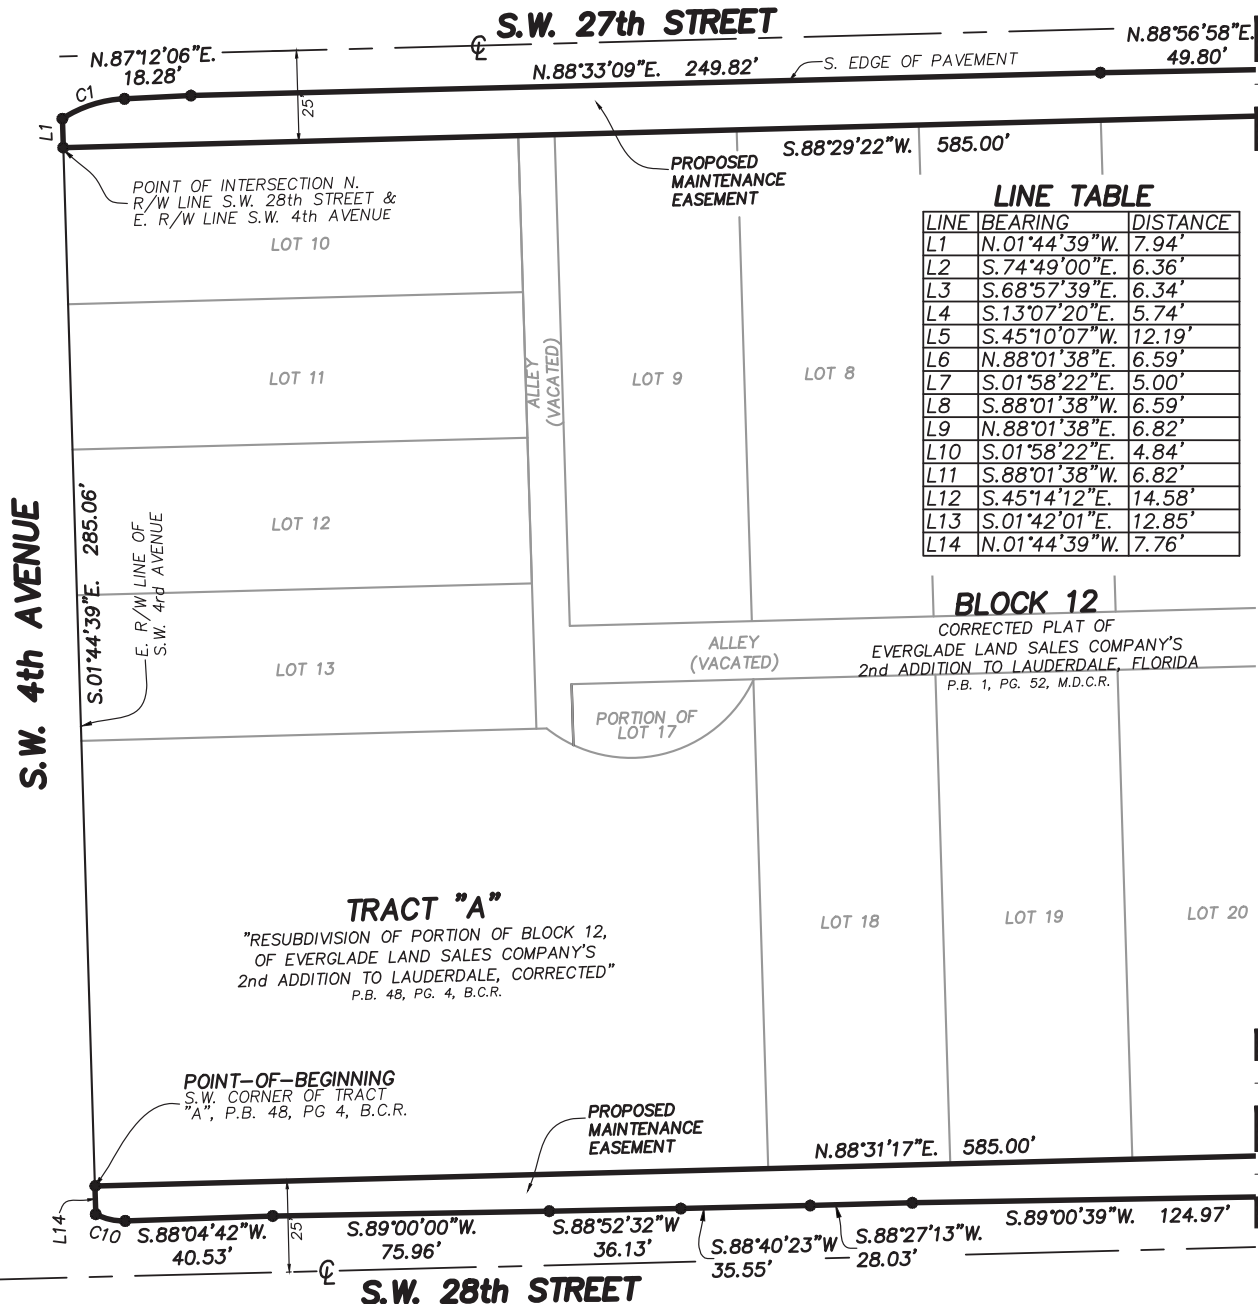 S.W. 27th STREET
℄
N.87°12'06"E.
18.28'
N.88°33'09"E. 249.82'
S. EDGE OF PAVEMENT
N.88°56'58"E.
49.80'
C1
L1
25'
S.88°29'22"W. 585.00'
PROPOSED
MAINTENANCE
EASEMENT
POINT OF INTERSECTION N.
R/W LINE S.W. 28th STREET &
E. R/W LINE S.W. 4th AVENUE
LOT 10
LOT 11
LOT 12
LOT 13
ALLEY
(VACATED)
LOT 9
LOT 8
LINE TABLE
LINE BEARING DISTANCE
L1 N.01°44'39"W. 7.94'
L2 S.74°49'00"E. 6.36'
L3 S.68°57'39"E. 6.34'
L4 S.13°07'20"E. 5.74'
L5 S.45°10'07"W. 12.19'
L6 N.88°01'38"E. 6.59'
L7 S.01°58'22"E. 5.00'
L8 S.88°01'38"W. 6.59'
L9 N.88°01'38"E. 6.82'
L10 S.01°58'22"E. 4.84'
L11 S.88°01'38"W. 6.82'
L12 S.45°14'12"E. 14.58'
L13 S.01°42'01"E. 12.85'
L14 N.01°44'39"W. 7.76'
S.W. 4th AVENUE
S.01°44'39"E. 285.06'
E. R/W LINE OF
S.W. 4rd AVENUE
BLOCK 12
CORRECTED PLAT OF
EVERGLADE LAND SALES COMPANY'S
2nd ADDITION TO LAUDERDALE, FLORIDA
P.B. 1, PG. 52, M.D.C.R.
ALLEY
(VACATED)
PORTION OF
LOT 17
TRACT "A"
"RESUBDIVISION OF PORTION OF BLOCK 12,
OF EVERGLADE LAND SALES COMPANY'S
2nd ADDITION TO LAUDERDALE, CORRECTED"
P.B. 48, PG. 4, B.C.R.
LOT 18
LOT 19
LOT 20
POINT-OF-BEGINNING
S.W. CORNER OF TRACT
"A", P.B. 48, PG 4, B.C.R.
PROPOSED
MAINTENANCE
EASEMENT
N.88°31'17"E. 585.00'
L14
C10
S.88°04'42"W.
40.53'
25'
S.89°00'00"W.
75.96'
S.88°52'32"W
36.13'
S.88°40'23"W
35.55'
S.88°27'13"W.
28.03'
S.89°00'39"W. 124.97'
℄
S.W. 28th STREET